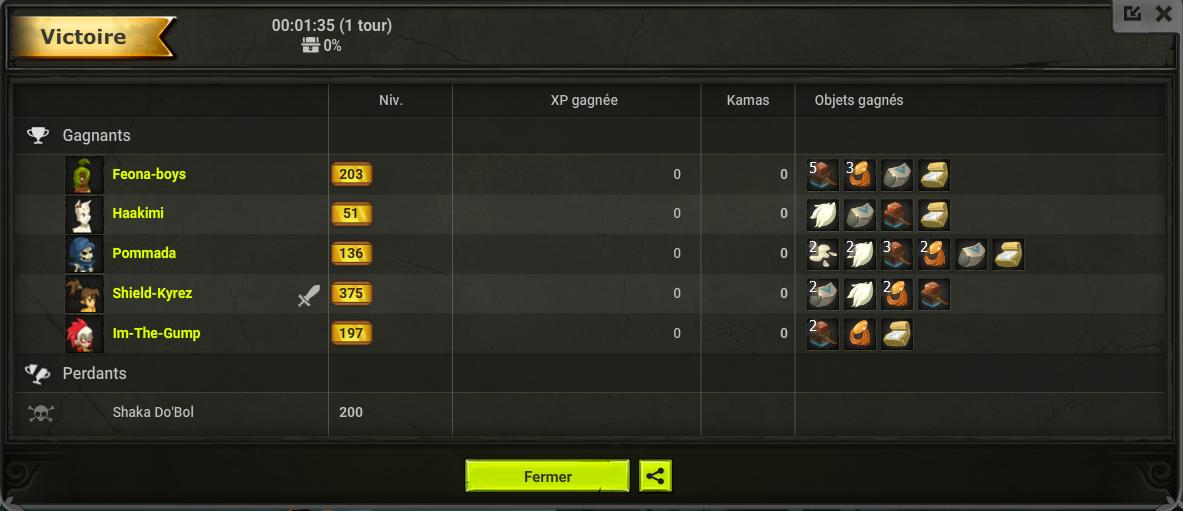 Victoire
00:01:35 (1 tour)
0%
Niv. XP gagnée Kamas Objets gagnés
Gagnants
Feona-boys 203 0 0 5 3
Haakimi 51 0 0
Pommada 136 0 0 2 2 3 2
Shield-Kyrez 375 0 0 2 2
Im-The-Gump 197 0 0 2
Perdants
Shaka Do'Bol 200
Fermer